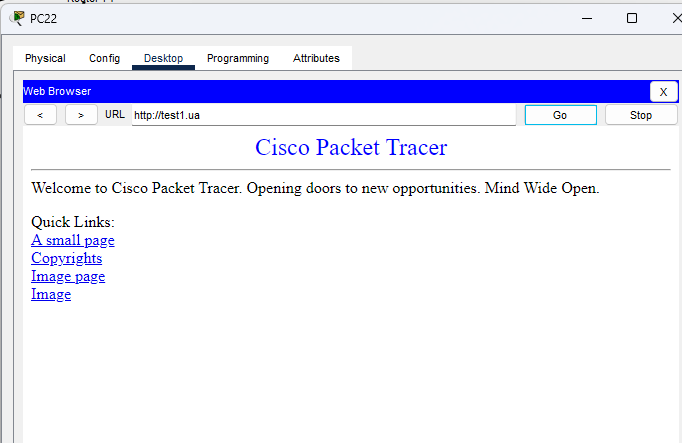 PC22
Physical Config Desktop Programming Attributes
Web Browser X
< > URL http://test1.ua Go Stop
Cisco Packet Tracer
Welcome to Cisco Packet Tracer. Opening doors to new opportunities. Mind Wide Open.
Quick Links:
A small page
Copyrights
Image page
Image